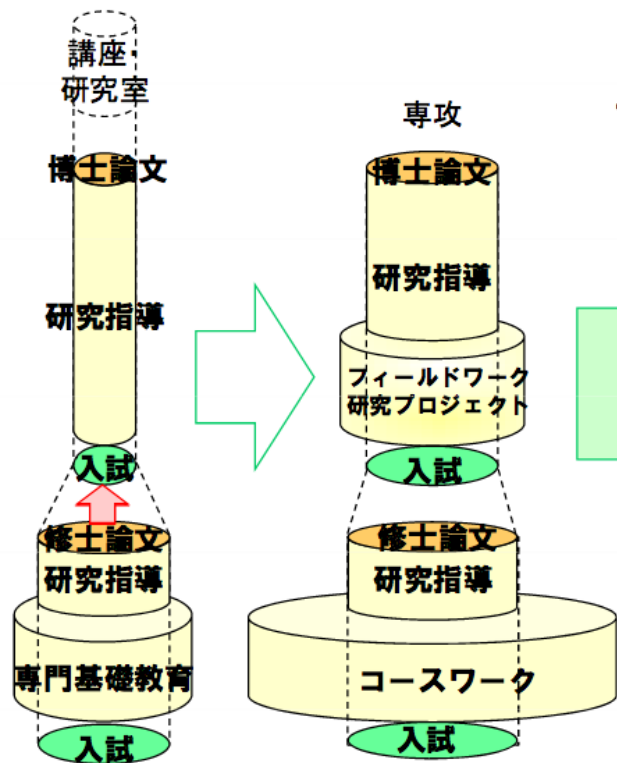 講座・
研究室
博士論文
研究指導
入試
修士論文
研究指導
専門基礎教育
入試
専攻
博士論文
研究指導
フィールドワーク
研究プロジェクト
入試
修士論文
研究指導
コースワーク
入試